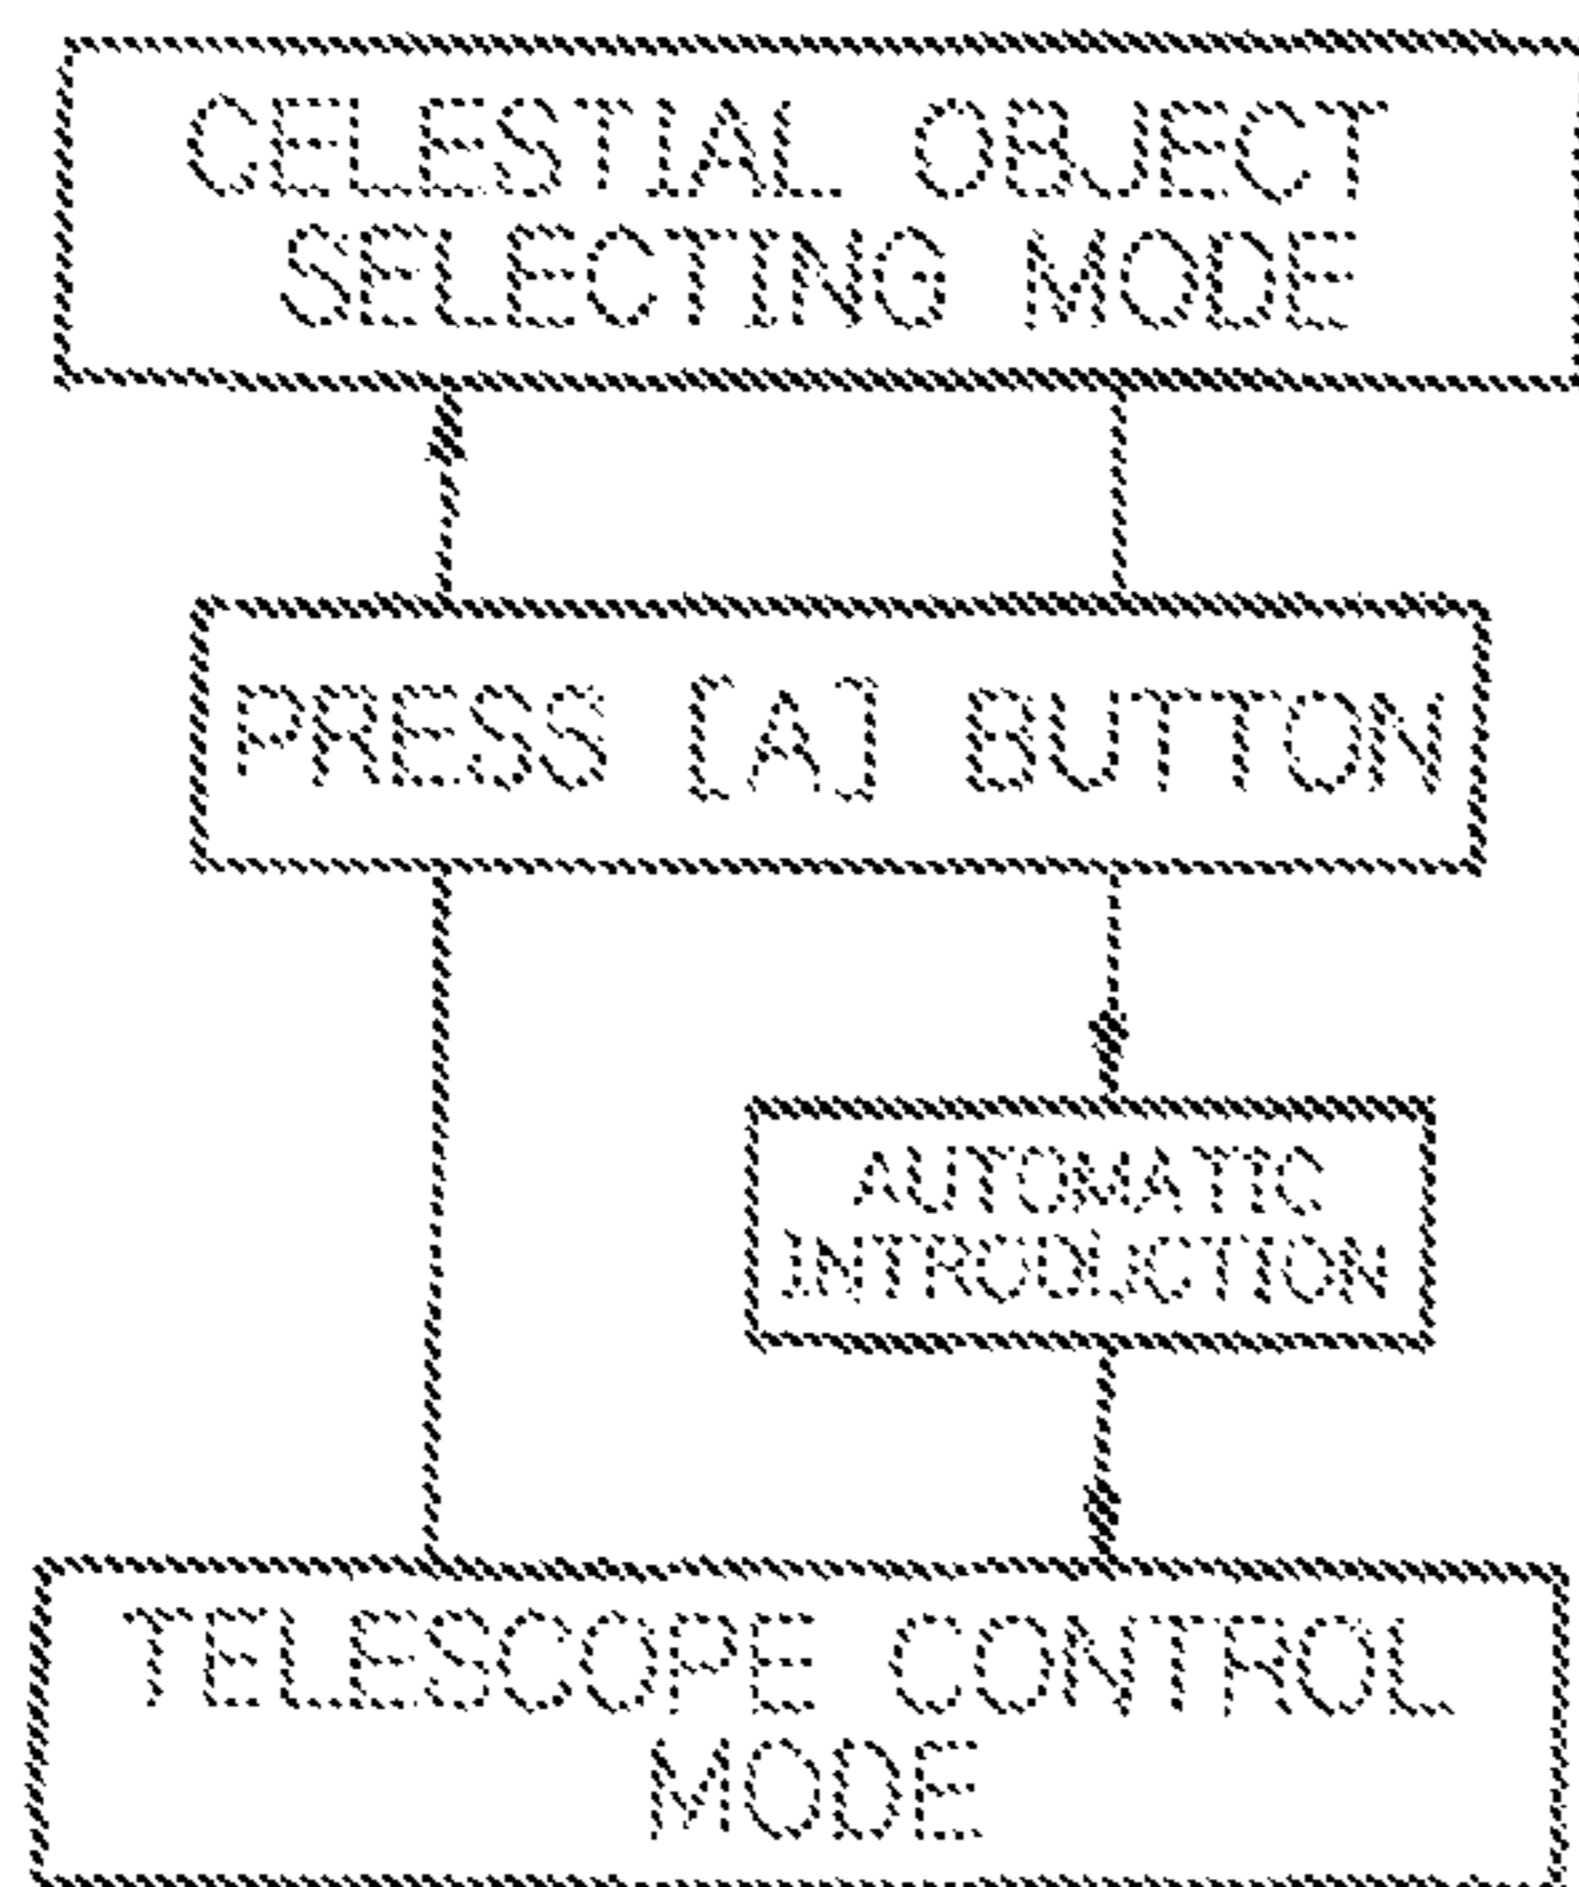 CELESTIAL OBJECT
SELECTING MODE
PRESS [A] BUTTON
AUTOMATIC
INTRODUCTION
TELESCOPE CONTROL
MODE